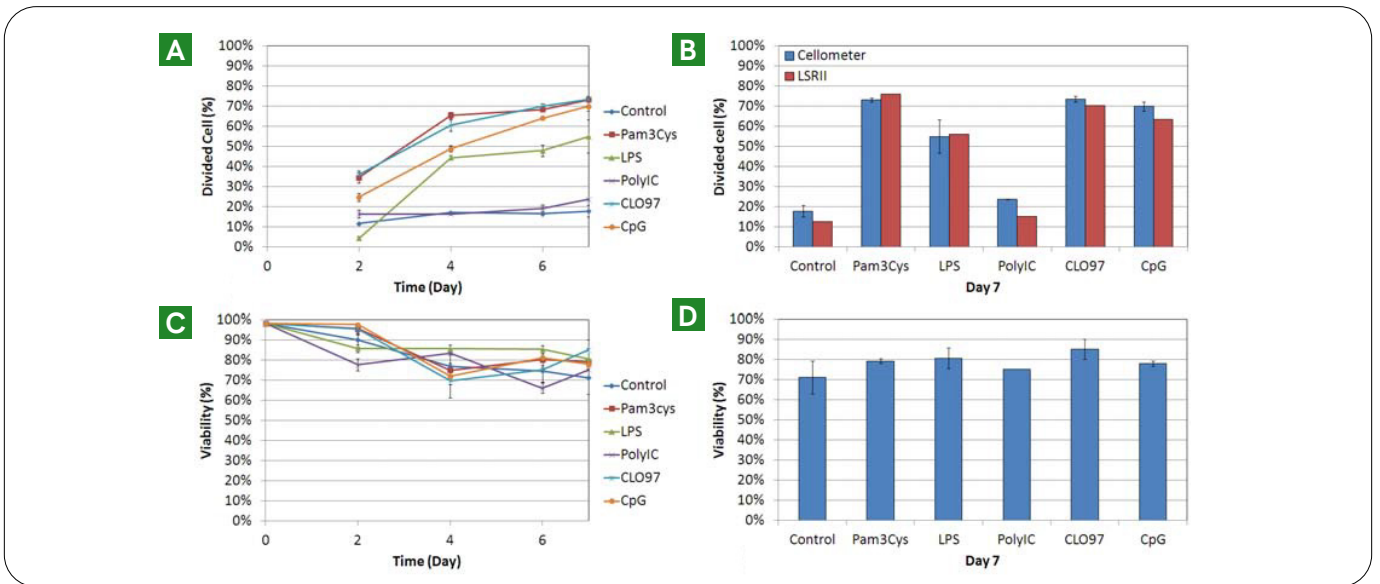 A
Divided Cell (%)
100%
90%
80%
70%
60%
50%
40%
30%
20%
10%
0%
0 2 4 6
Time (Day)
Control
Pam3Cys
LPS
PolyIC
CLO97
CpG
B
Divided cell (%)
100%
90%
80%
70%
60%
50%
40%
30%
20%
10%
0%
Cellometer
LSRII
Control Pam3Cys LPS PolyIC CLO97 CpG
Day 7
C
Viability (%)
100%
90%
80%
70%
60%
50%
40%
30%
20%
10%
0%
0 2 4 6
Time (Day)
Control
Pam3cys
LPS
PolyIC
CLO97
CpG
D
Viability (%)
100%
90%
80%
70%
60%
50%
40%
30%
20%
10%
0%
Control Pam3Cys LPS PolyIC CLO97 CpG
Day 7